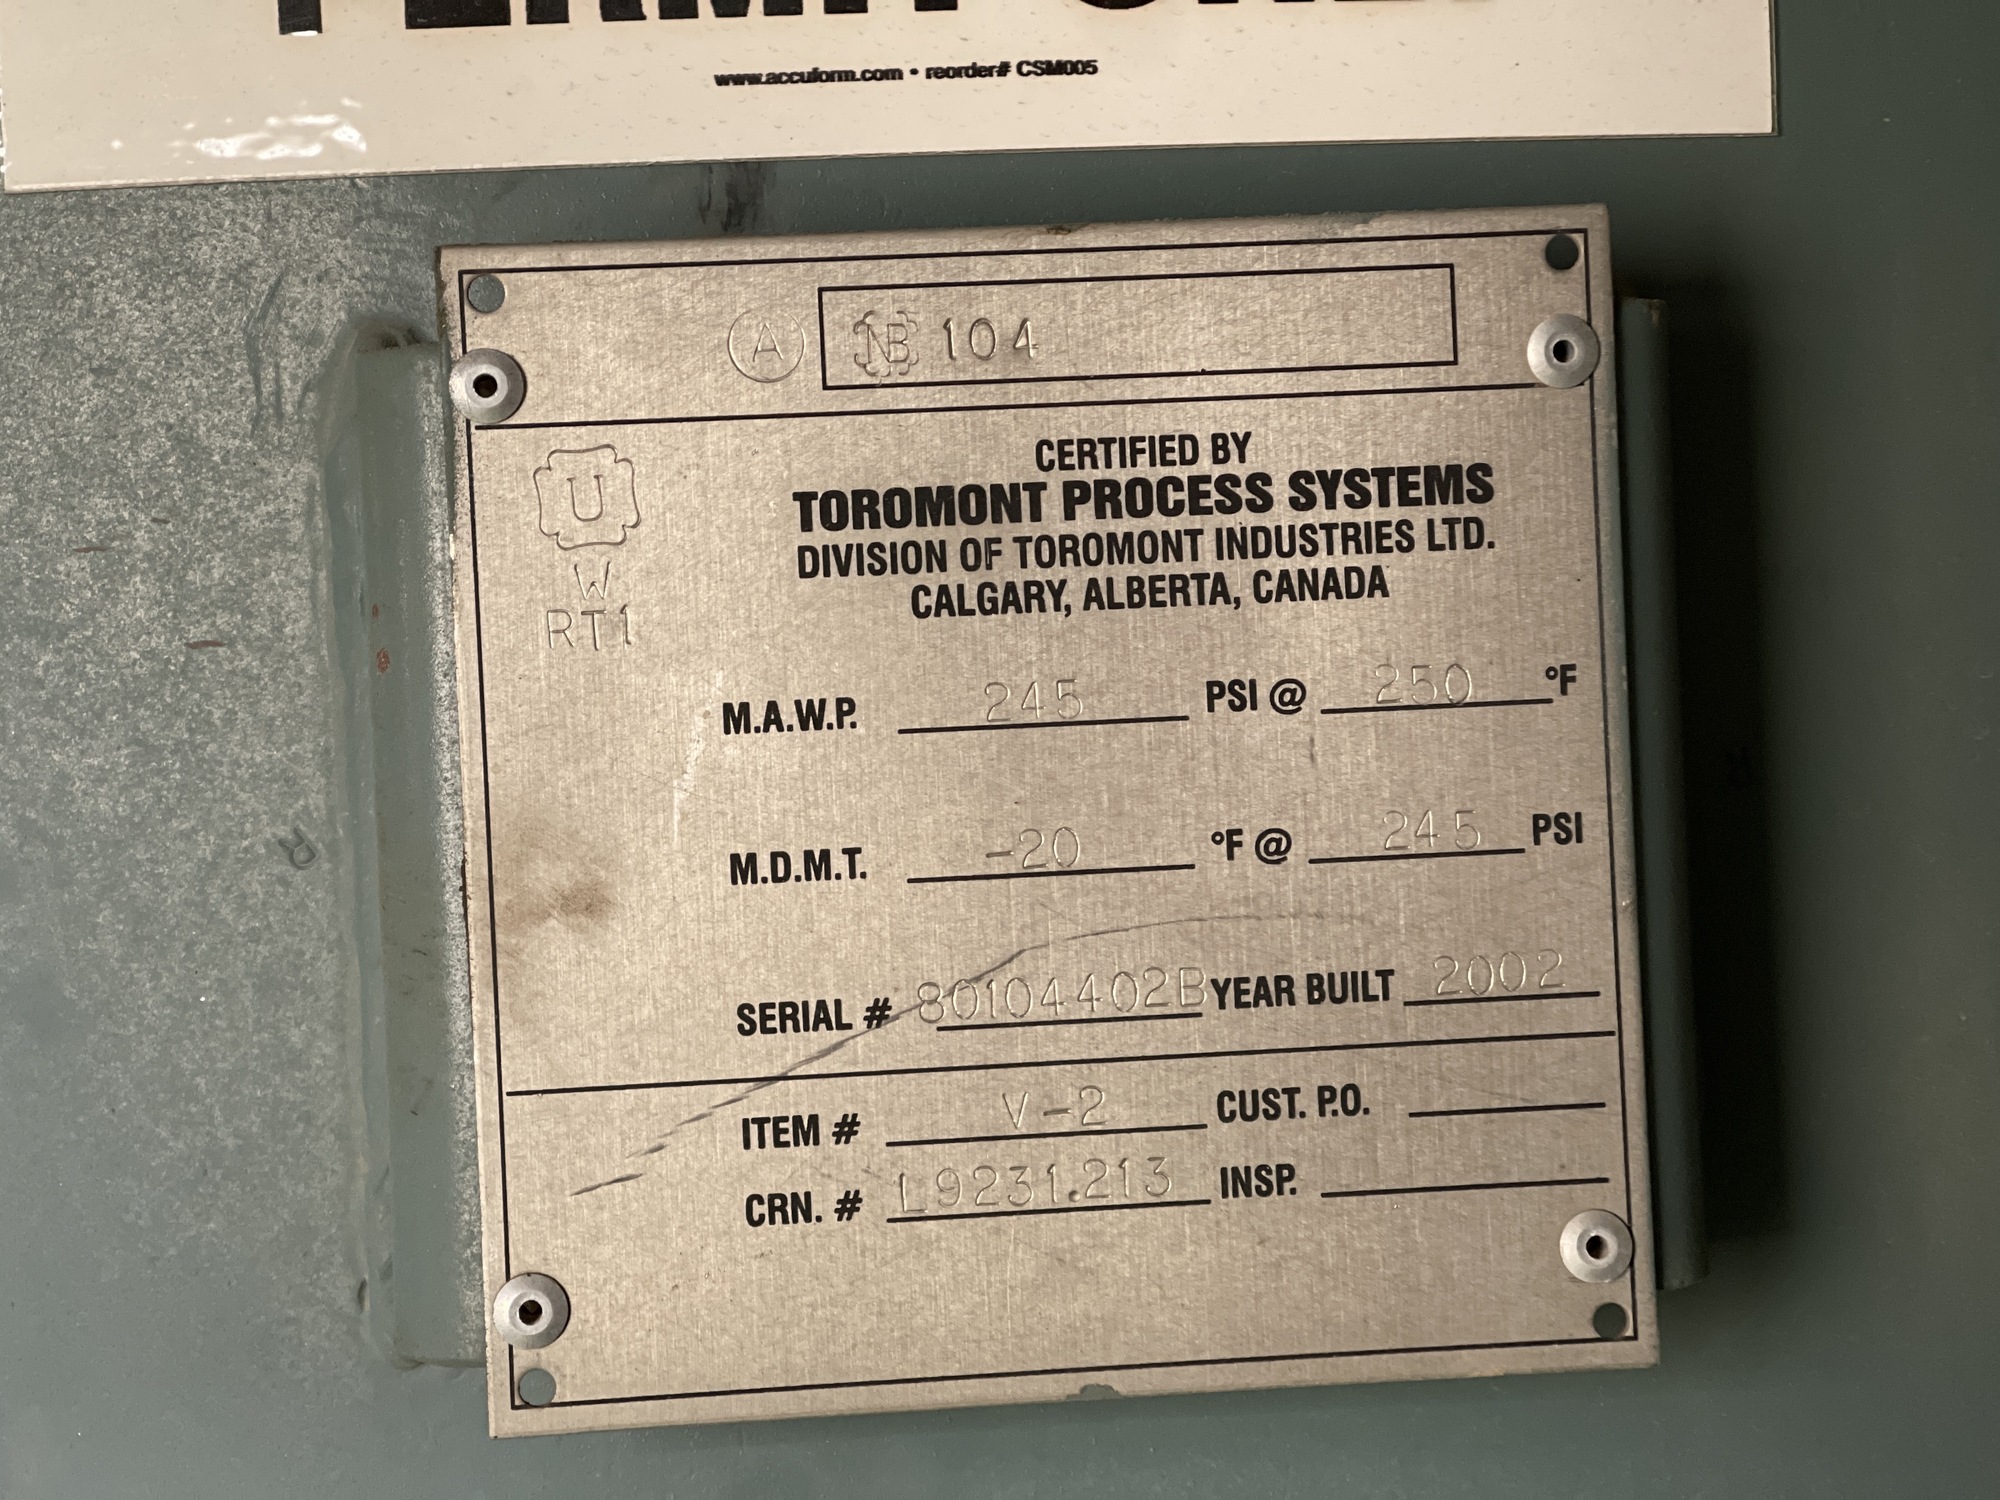 PERMIT ONLY
www.accuform.com • reorder# CSM005
A NB 104
U
W
RT1
CERTIFIED BY
TOROMONT PROCESS SYSTEMS
DIVISION OF TOROMONT INDUSTRIES LTD.
CALGARY, ALBERTA, CANADA
M.A.W.P. 245 PSI @ 250 °F
M.D.M.T. -20 °F @ 245 PSI
SERIAL # 80104402B YEAR BUILT 2002
ITEM # V-2 CUST. P.O.
CRN. # L9231.213 INSP.